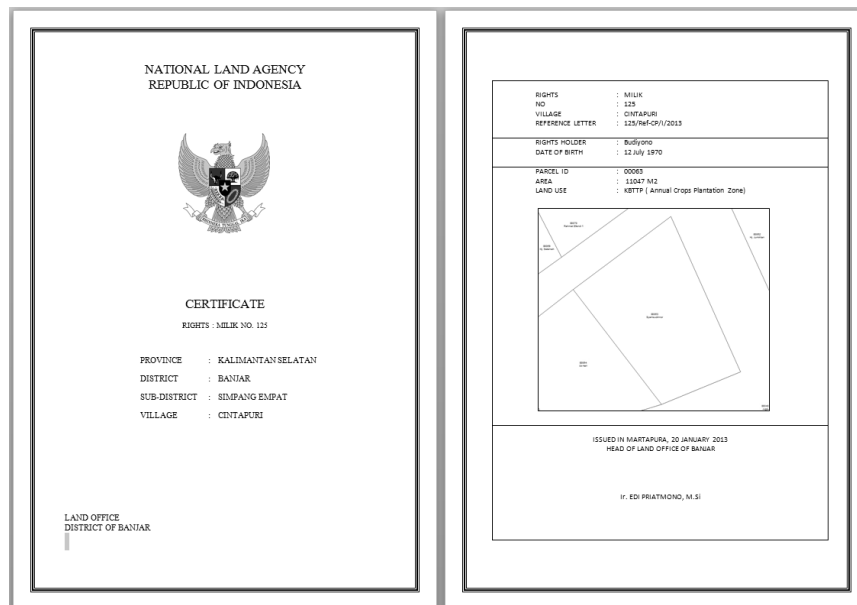 NATIONAL LAND AGENCY
REPUBLIC OF INDONESIA
CERTIFICATE
RIGHTS : MILIK NO. 125
PROVINCE : KALIMANTAN SELATAN
DISTRICT : BANJAR
SUB-DISTRICT : SIMPANG EMPAT
VILLAGE : CINTAPURI
LAND OFFICE
DISTRICT OF BANJAR
RIGHTS : MILIK
NO : 125
VILLAGE : CINTAPURI
REFERENCE LETTER : 125/Ref-CP/I/2013
RIGHTS HOLDER : Budiyono
DATE OF BIRTH : 12 July 1970
PARCEL ID : 00063
AREA : 11047 M2
LAND USE : KBTTP ( Annual Crops Plantation Zone)
ISSUED IN MARTAPURA, 20 JANUARY 2013
HEAD OF LAND OFFICE OF BANJAR
Ir. EDI PRIATMONO, M.Si